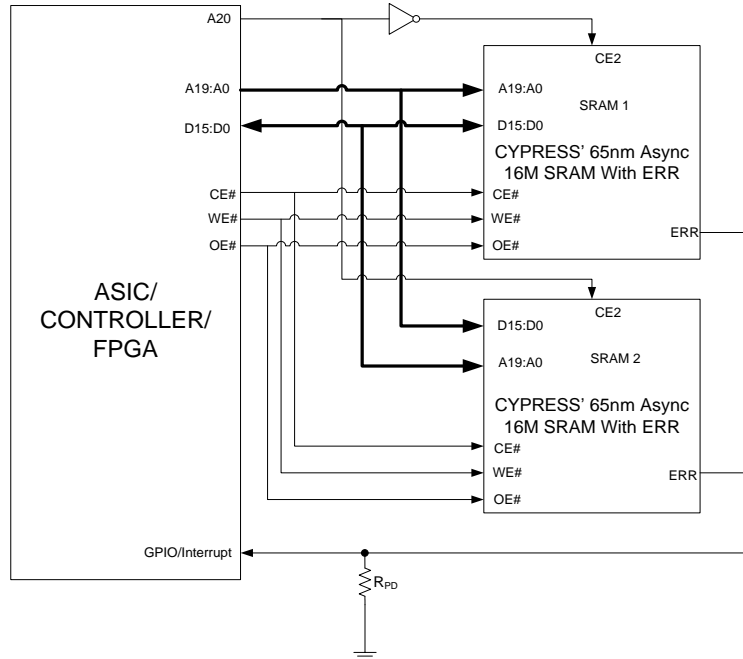 A20
A19:A0
D15:D0
CE#
WE#
OE#
ASIC/
CONTROLLER/
FPGA
GPIO/Interrupt
CE2
A19:A0
SRAM 1
D15:D0
CYPRESS' 65nm Async
16M SRAM With ERR
CE#
WE#
ERR
OE#
CE2
D15:D0
A19:A0
SRAM 2
CYPRESS' 65nm Async
16M SRAM With ERR
CE#
WE#
ERR
OE#
RPD